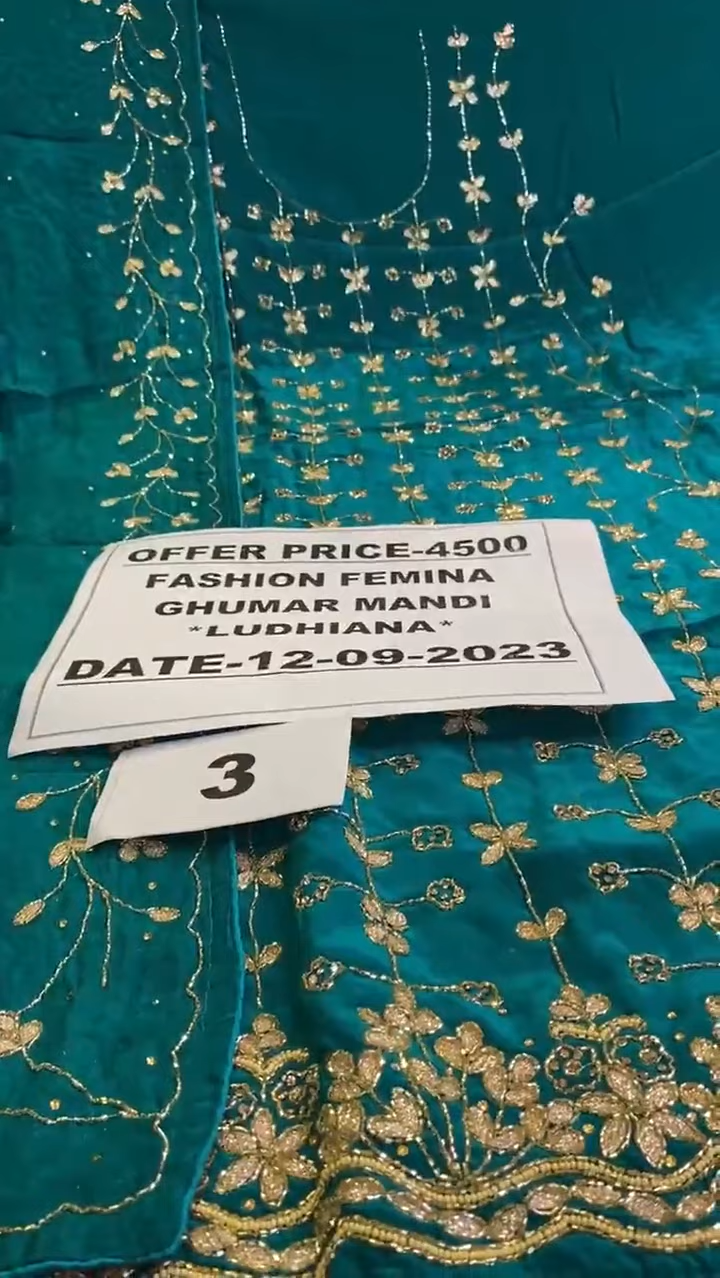 OFFER PRICE-4500
FASHION FEMINA
GHUMAR MANDI
*LUDHIANA*
DATE-12-09-2023
3